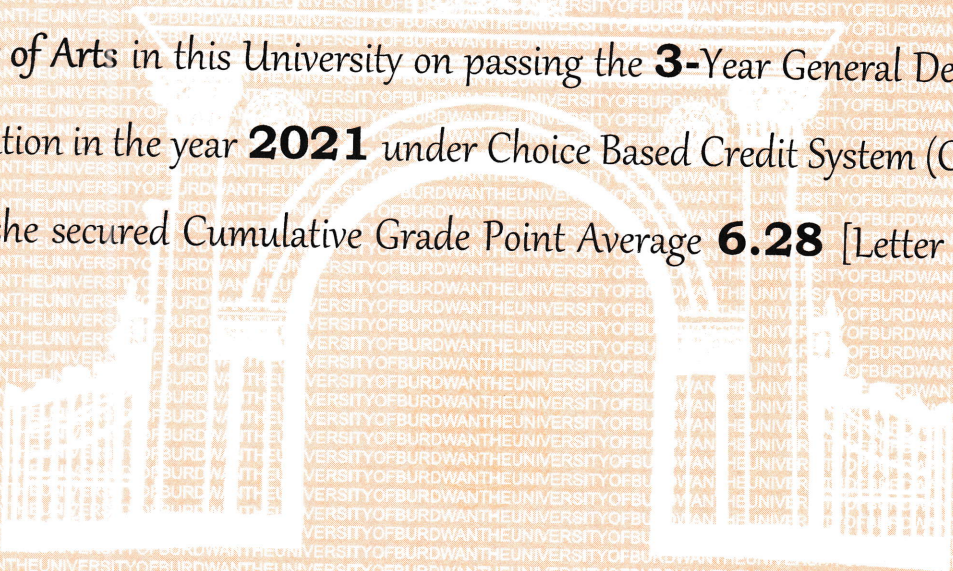 of Arts in this University on passing the 3-Year General De
tion in the year 2021 under Choice Based Credit System (C
he secured Cumulative Grade Point Average 6.28 [Letter